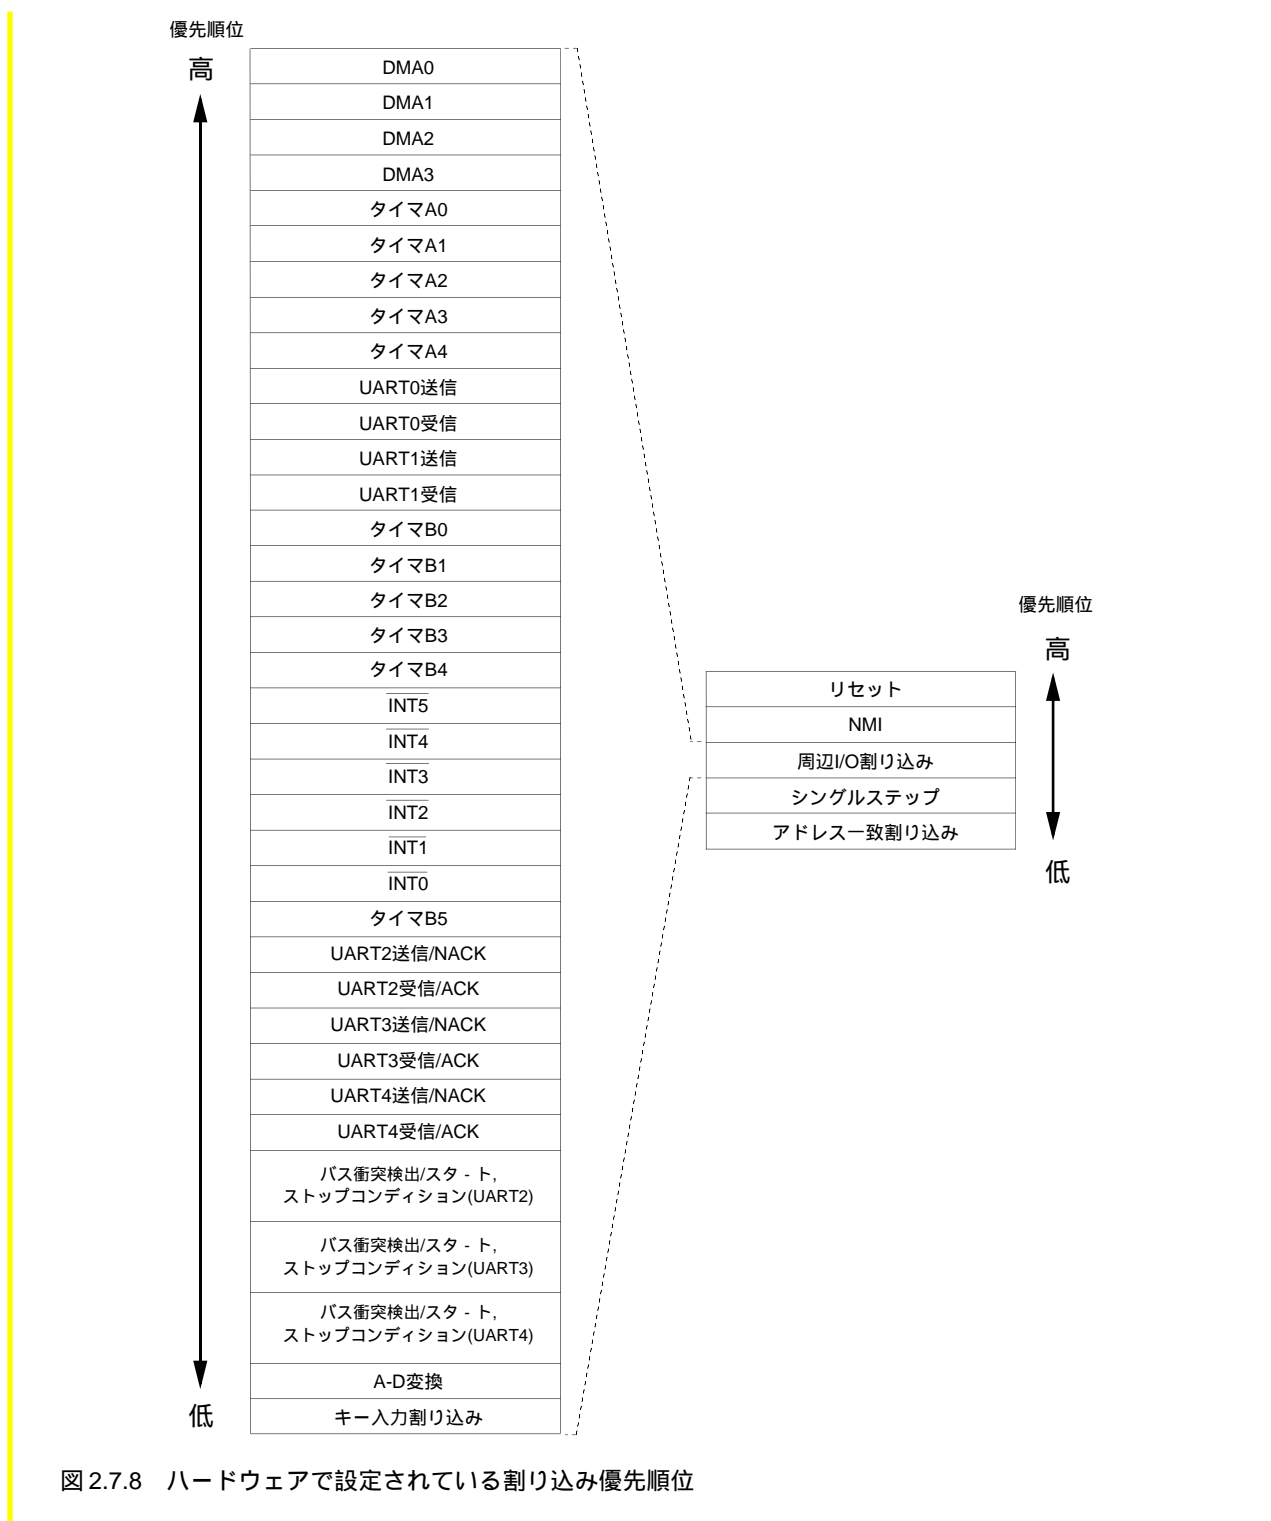 優先順位
高
DMA0
DMA1
DMA2
DMA3
タイマA0
タイマA1
タイマA2
タイマA3
タイマA4
UART0送信
UART0受信
UART1送信
UART1受信
タイマB0
タイマB1
タイマB2
タイマB3
タイマB4
INT5
INT4
INT3
INT2
INT1
INT0
タイマB5
UART2送信/NACK
UART2受信/ACK
UART3送信/NACK
UART3受信/ACK
UART4送信/NACK
UART4受信/ACK
バス衝突検出/スタ - ト,
ストップコンディション(UART2)
バス衝突検出/スタ - ト,
ストップコンディション(UART3)
バス衝突検出/スタ - ト,
ストップコンディション(UART4)
A-D変換
キー入力割り込み
低
優先順位
高
リセット
NMI
周辺I/O割り込み
シングルステップ
アドレス一致割り込み
低
図2.7.8　ハードウェアで設定されている割り込み優先順位